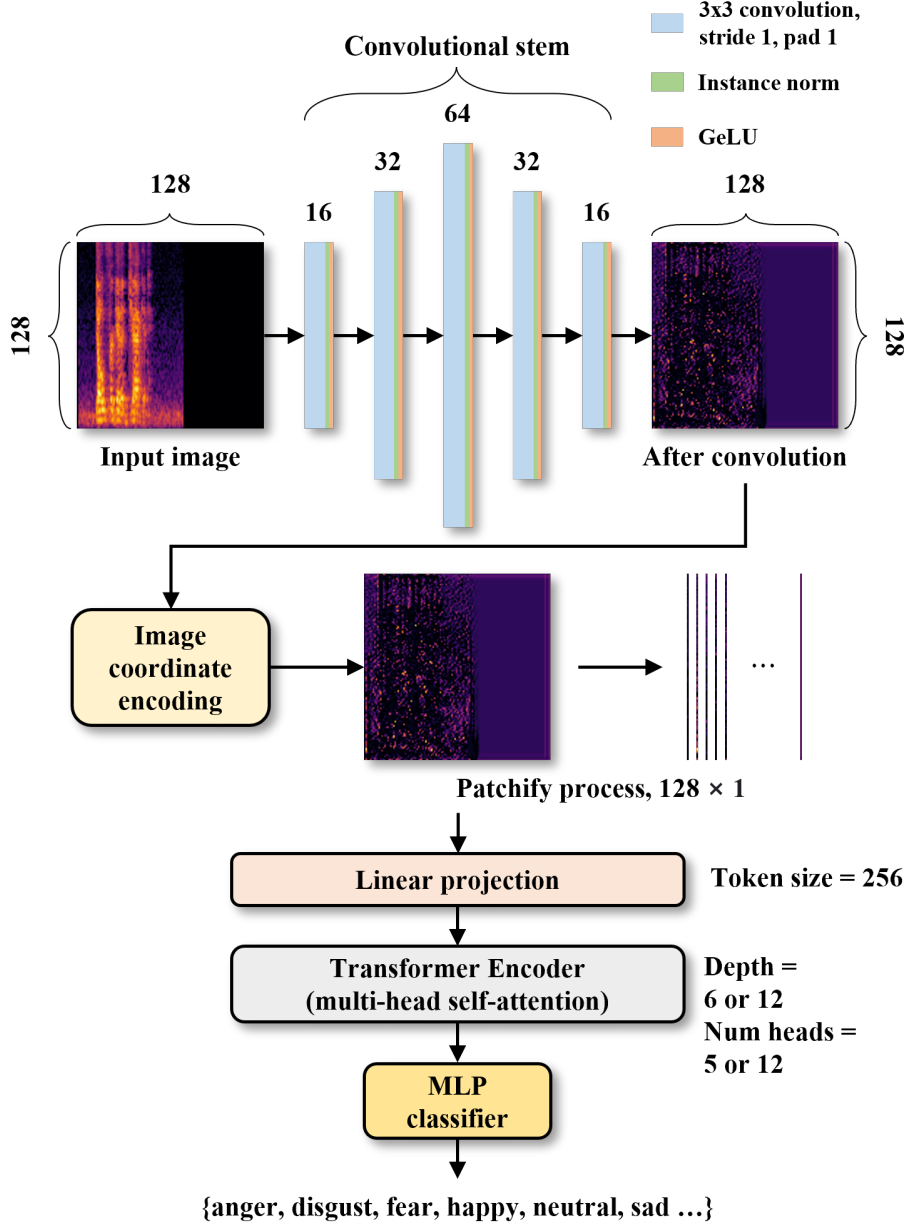 3x3 convolution,
stride 1, pad 1
Convolutional stem
Instance norm
64
GeLU
32
32
128
128
16
16
128
128
Input image
After convolution
Image
coordinate
encoding
...
Patchify process, 128 × 1
Linear projection
Token size = 256
Transformer Encoder
(multi-head self-attention)
Depth =
6 or 12
Num heads =
5 or 12
MLP
classifier
{anger, disgust, fear, happy, neutral, sad ...}